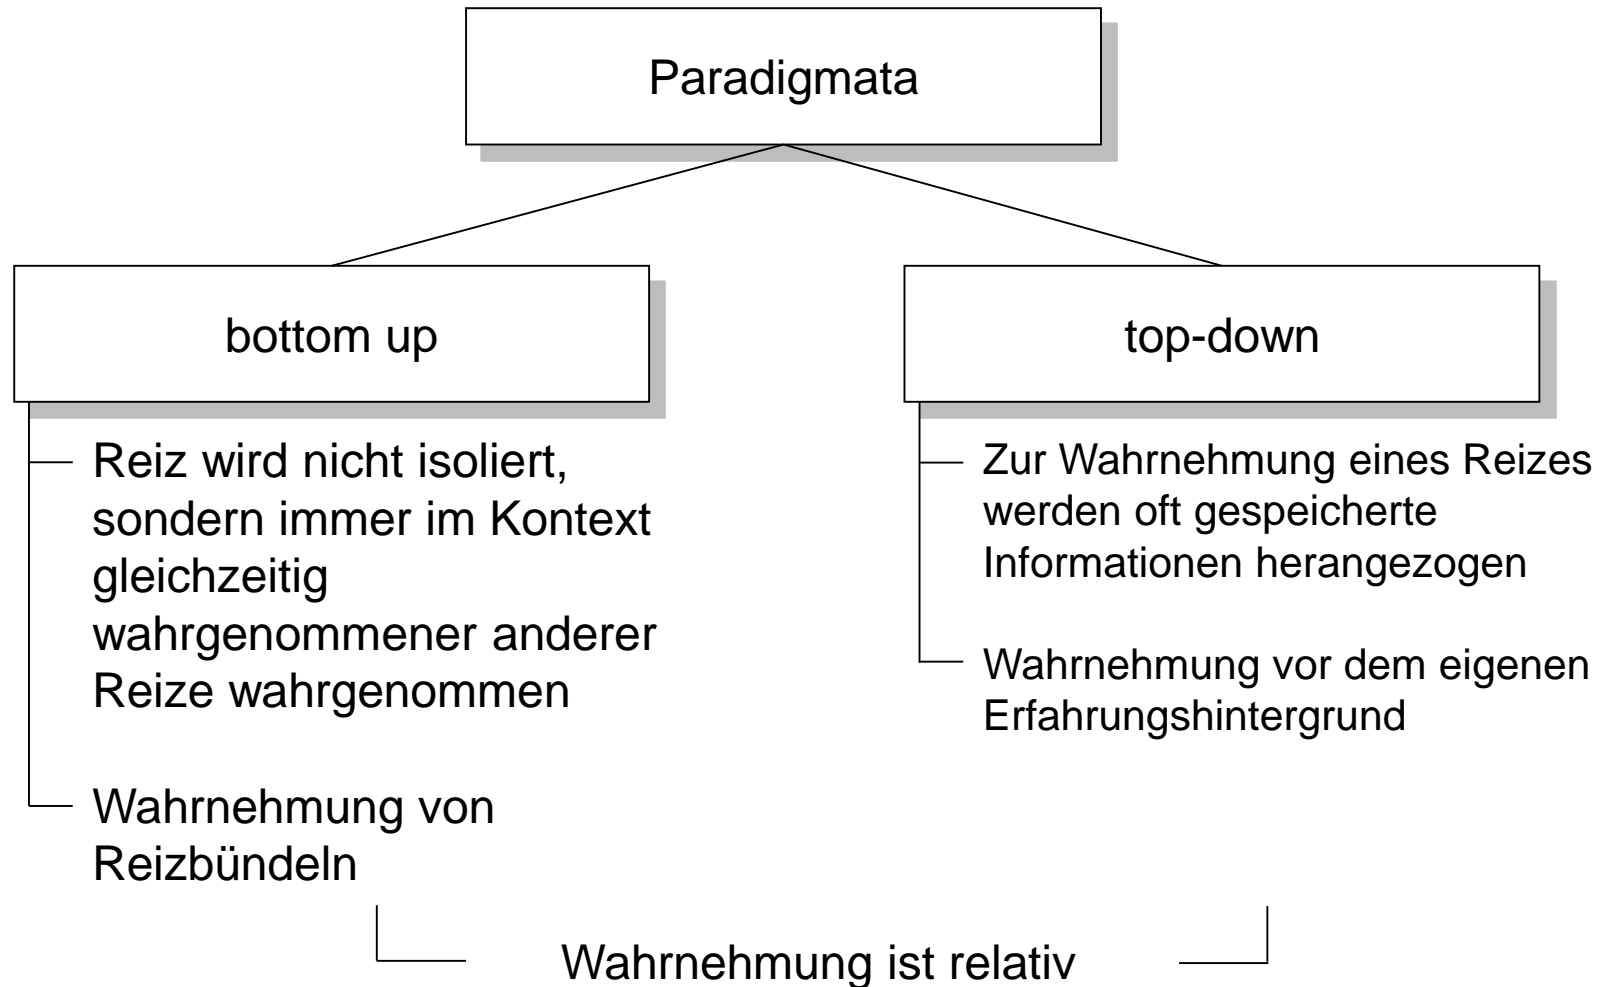 Paradigmata
bottom up
Reiz wird nicht isoliert,
sondern immer im Kontext
gleichzeitig
wahrgenommener anderer
Reize wahrgenommen
Wahrnehmung von
Reizbündeln
top-down
Zur Wahrnehmung eines Reizes
werden oft gespeicherte
Informationen herangezogen
Wahrnehmung vor dem eigenen
Erfahrungshintergrund
Wahrnehmung ist relativ